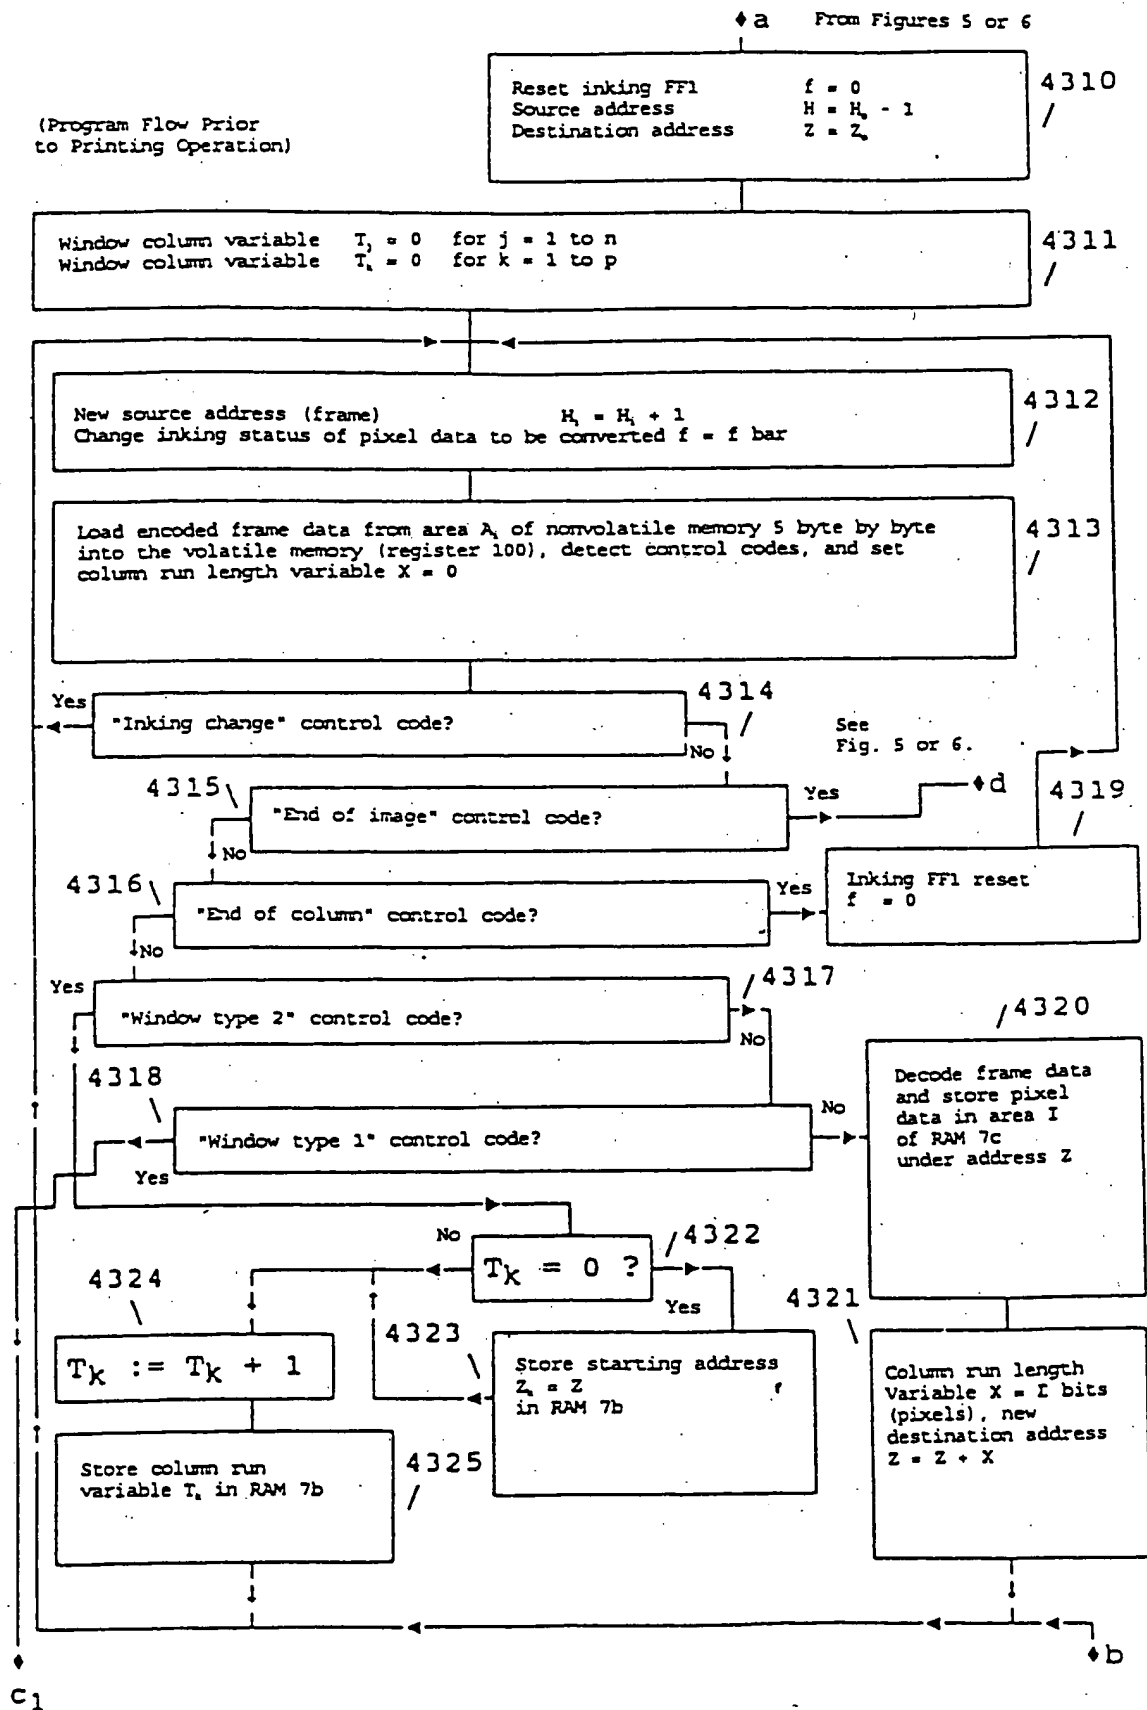 a From Figures 5 or 6
Reset inking FF1 f = 0
Source address H = H₀ - 1
Destination address Z = Z₀
4310
(Program Flow Prior
to Printing Operation)
Window column variable Tⱼ = 0 for j = 1 to n
Window column variable Tₖ = 0 for k = 1 to p
4311
New source address (frame) Hᵢ = Hᵢ + 1
Change inking status of pixel data to be converted f = f bar
4312
Load encoded frame data from area Aᵢ of nonvolatile memory 5 byte by byte
into the volatile memory (register 100), detect control codes, and set
column run length variable X = 0
4313
Yes
"Inking change" control code?
4314
No
See
Fig. 5 or 6.
4315
"End of image" control code?
Yes
d
4319
No
4316
"End of column" control code?
Yes
Inking FF1 reset
f = 0
No
Yes
"Window type 2" control code?
4317
No
4320
4318
"Window type 1" control code?
No
Yes
Decode frame data
and store pixel
data in area I
of RAM 7c
under address Z
No
Tk = 0 ?
4322
Yes
4324
4323
4321
Tk := Tk + 1
Store starting address
Zₖ = Z
in RAM 7b
Column run length
Variable X = Σ bits
(pixels), new
destination address
Z = Z + X
Store column run
variable Tₖ in RAM 7b
4325
b
c1